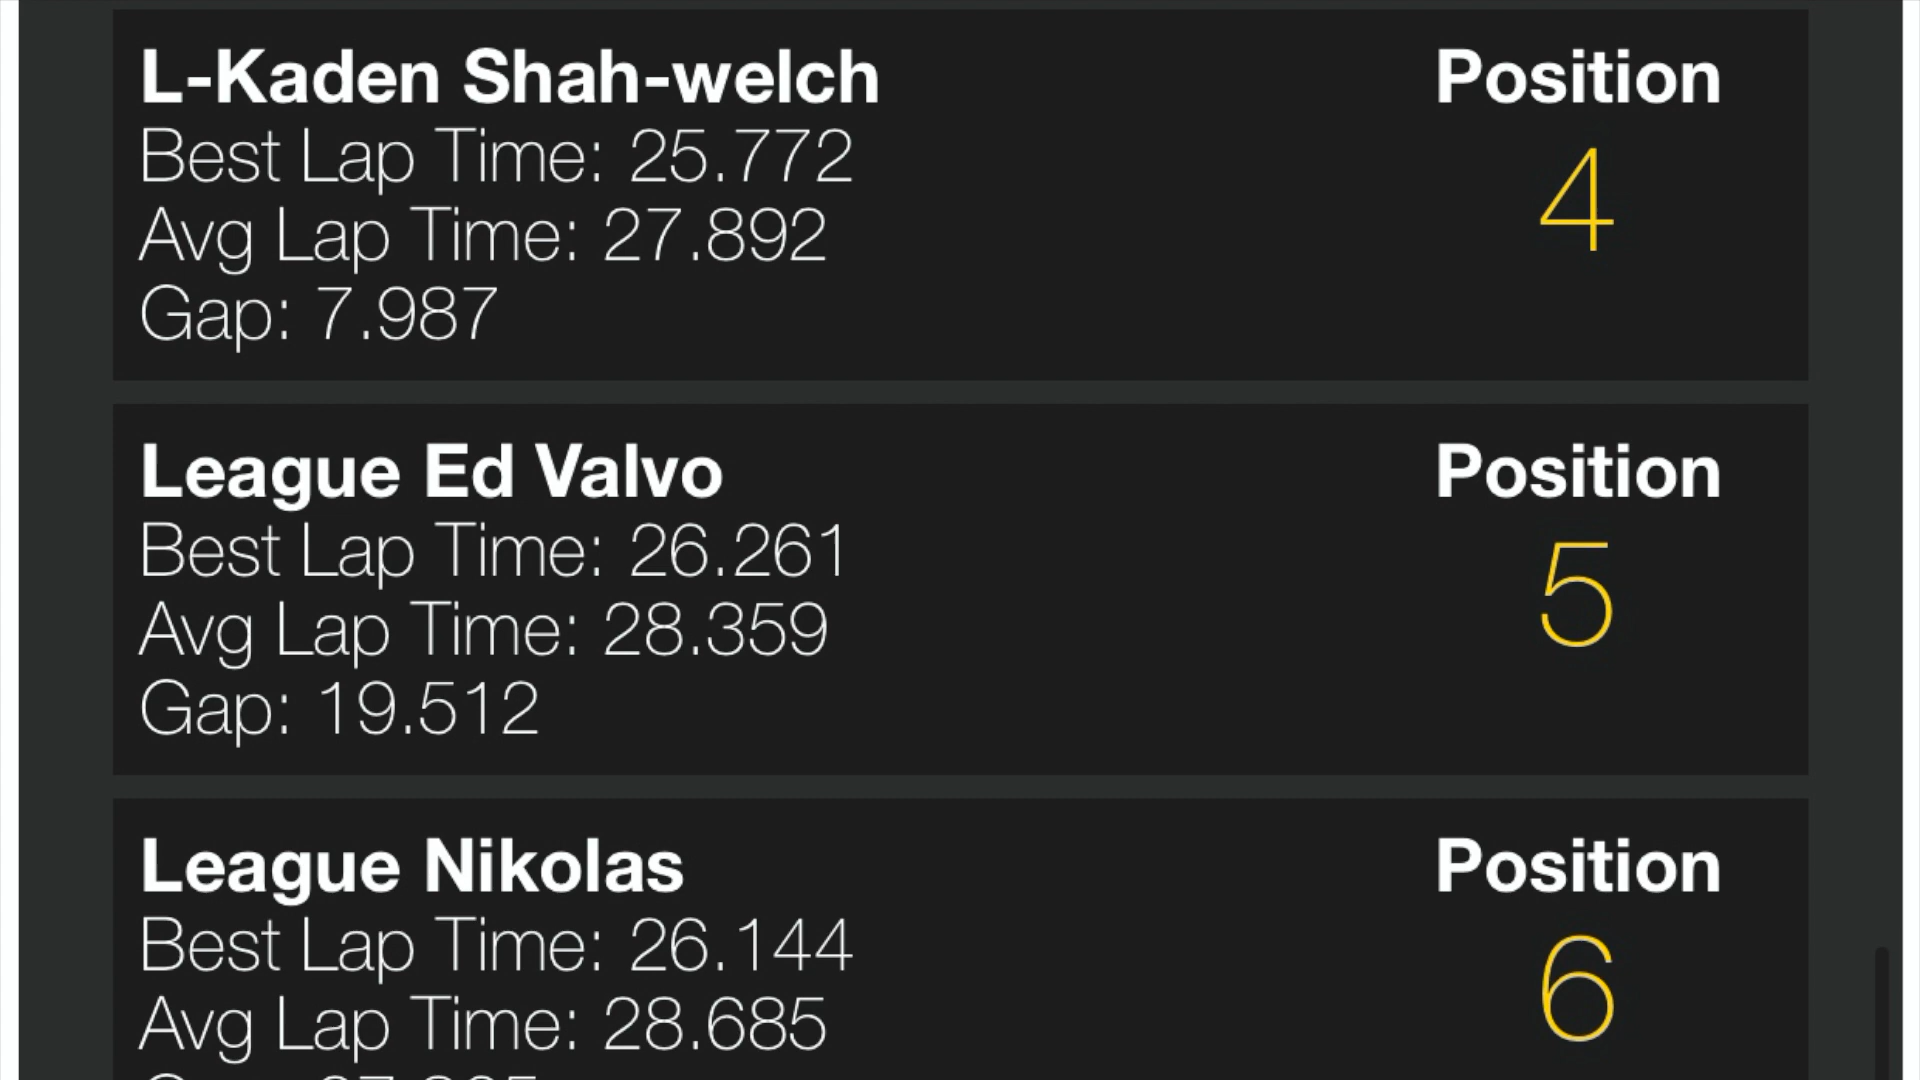 L-Kaden Shah-welch
Position
Best Lap Time: 25.772
4
Avg Lap Time: 27.892
Gap: 7.987
League Ed Valvo
Position
Best Lap Time: 26.261
5
Avg Lap Time: 28.359
Gap: 19.512
League Nikolas
Position
Best Lap Time: 26.144
6
Avg Lap Time: 28.685